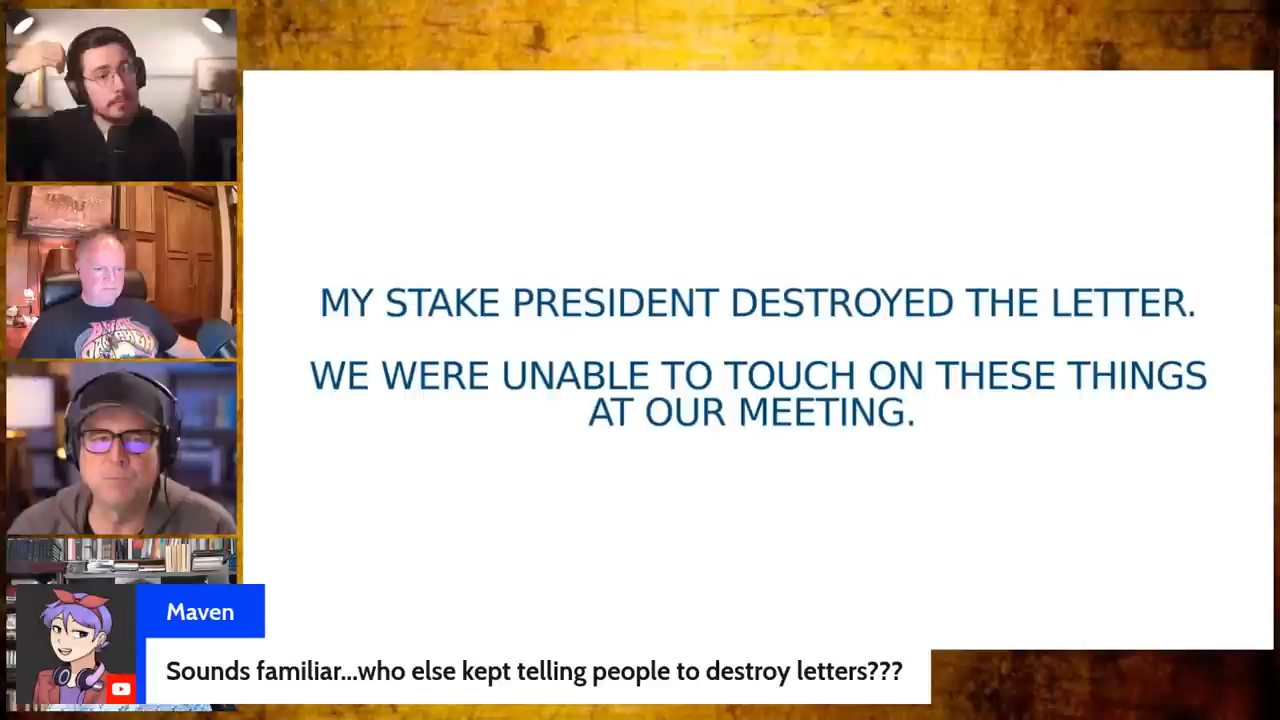 MY STAKE PRESIDENT DESTROYED THE LETTER.
WE WERE UNABLE TO TOUCH ON THESE THINGS
AT OUR MEETING.
Maven
Sounds familiar...who else kept telling people to destroy letters???